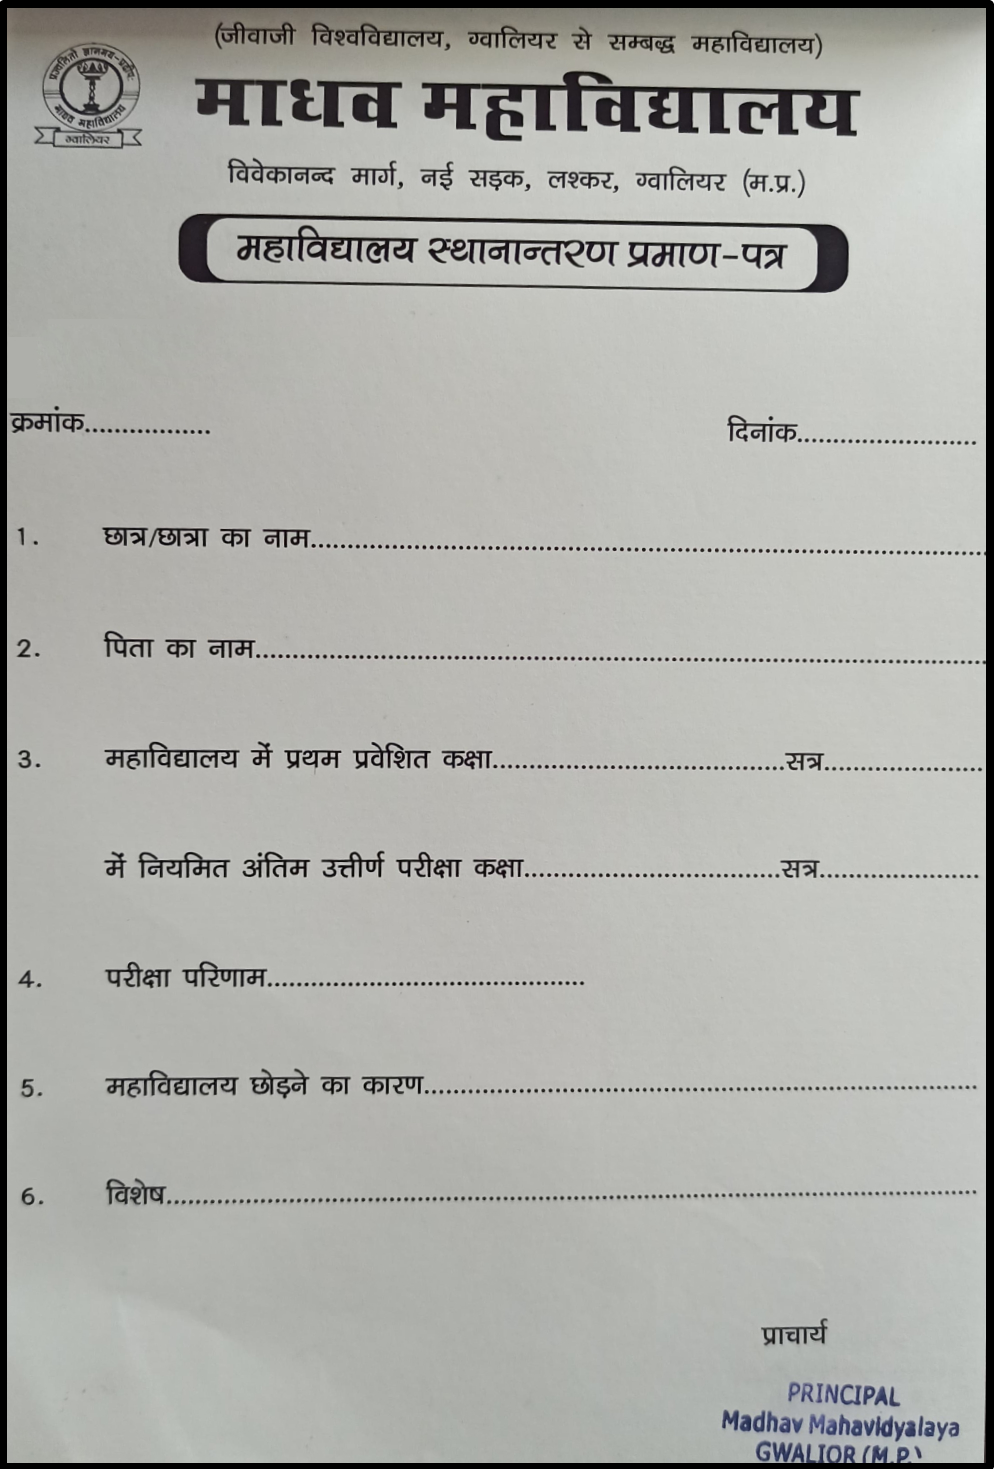 (जीवाजी विश्वविद्यालय, ग्वालियर से सम्बद्ध महाविद्यालय)
प्रज्वलितो ज्ञानमय-प्रदीपः
माधव महाविद्यालय
ग्वालियर
माधव महाविद्यालय
विवेकानन्द मार्ग, नई सड़क, लश्कर, ग्वालियर (म.प्र.)
महाविद्यालय स्थानान्तरण प्रमाण-पत्र
क्रमांक................. दिनांक.........................
1. छात्र/छात्रा का नाम..........................................................................................
2. पिता का नाम..................................................................................................
3. महाविद्यालय में प्रथम प्रवेशित कक्षा........................................सत्र......................
में नियमित अंतिम उत्तीर्ण परीक्षा कक्षा...................................सत्र......................
4. परीक्षा परिणाम...........................................
5. महाविद्यालय छोड़ने का कारण...........................................................................
6. विशेष...............................................................................................................
प्राचार्य
PRINCIPAL
Madhav Mahavidyalaya
GWALIOR (M.P.)